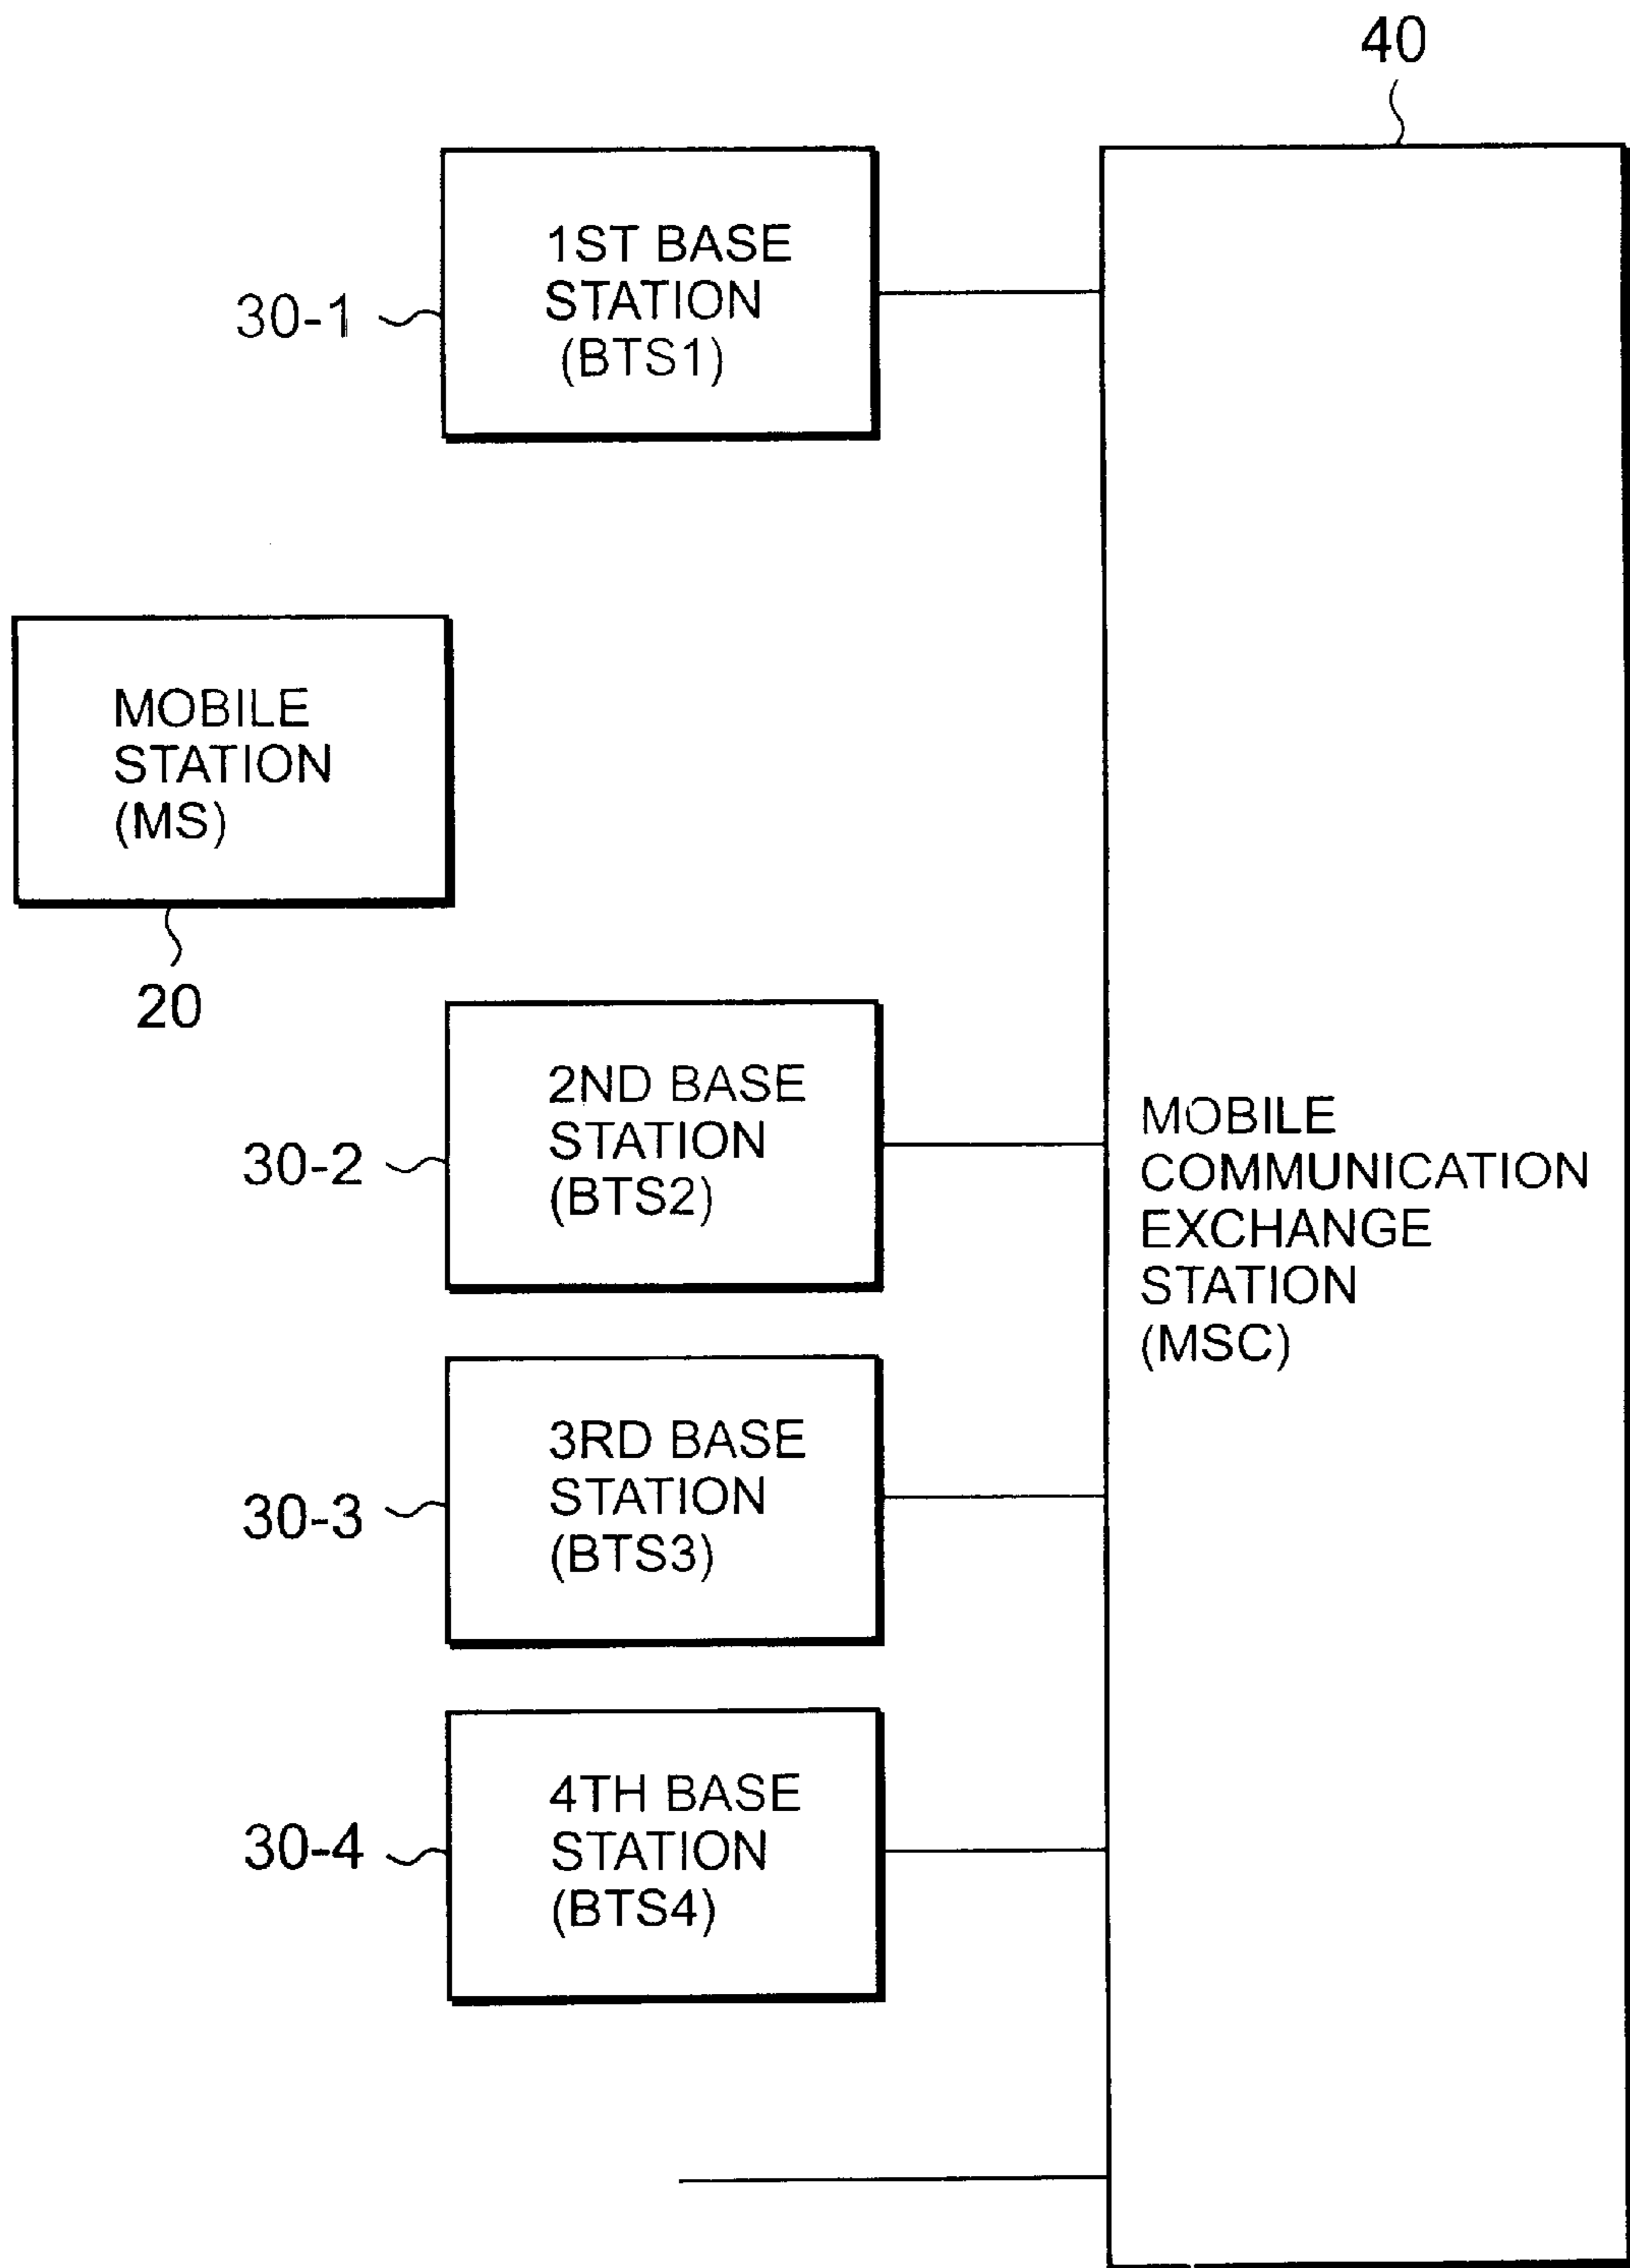 40
1ST BASE
STATION
(BTS1)
30-1
MOBILE
STATION
(MS)
20
2ND BASE
STATION
(BTS2)
30-2
MOBILE
COMMUNICATION
EXCHANGE
STATION
(MSC)
3RD BASE
STATION
(BTS3)
30-3
4TH BASE
STATION
(BTS4)
30-4